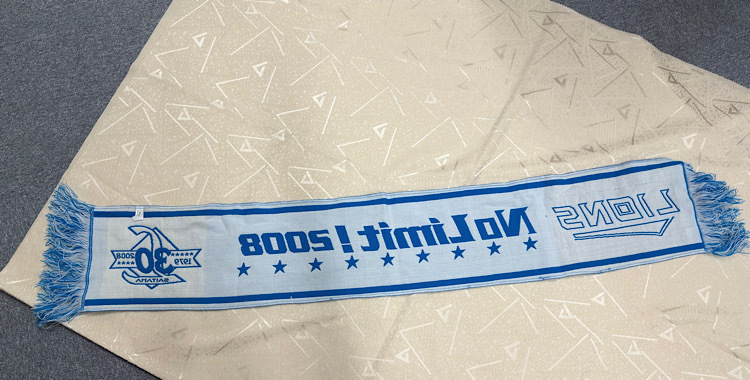 LIONS
No Limit! 2008
1979 30 2008
SAITAMA